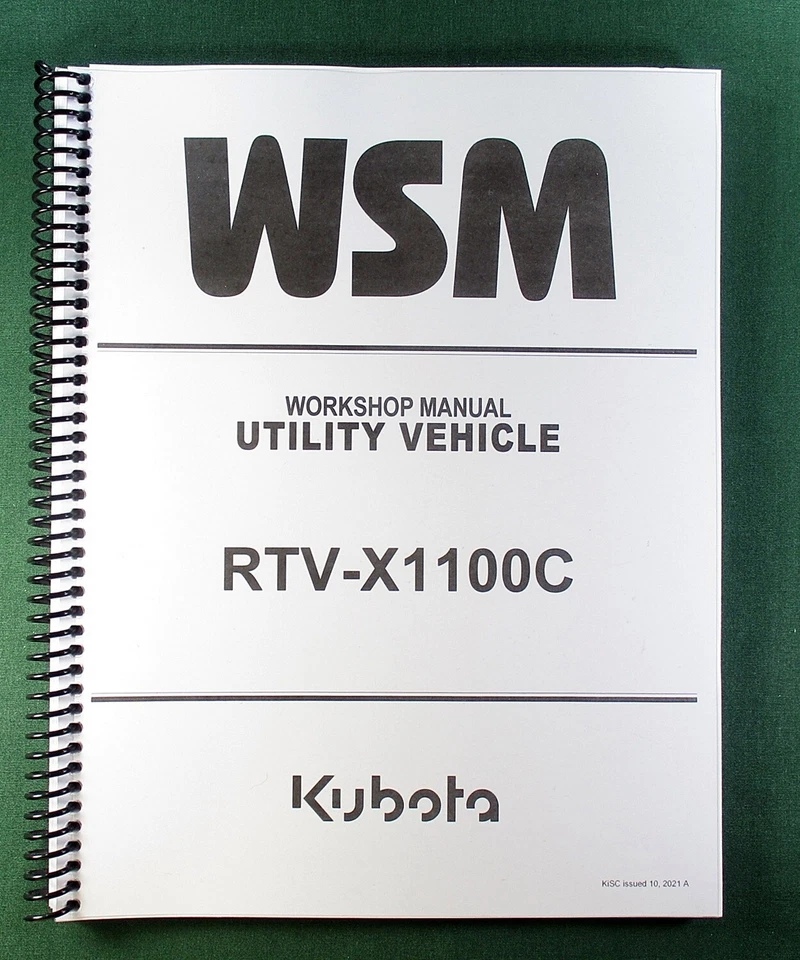 WSM
WORKSHOP MANUAL
UTILITY VEHICLE
RTV-X1100C
Kubota
KiSC issued 10, 2021 A